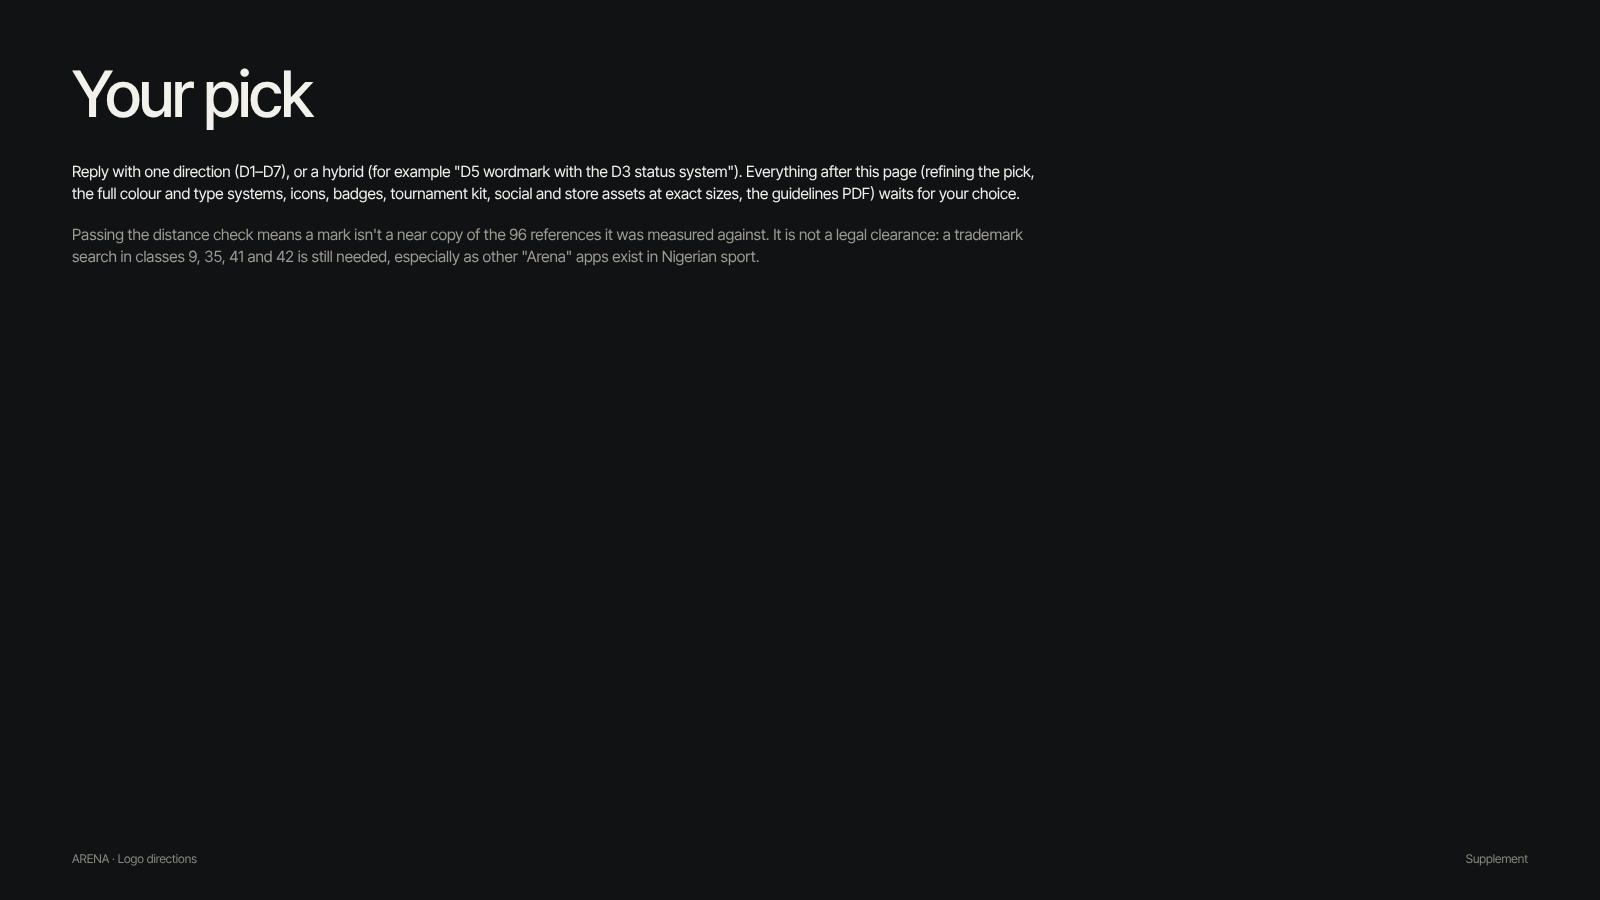 Your pick
Reply with one direction (D1–D7), or a hybrid (for example "D5 wordmark with the D3 status system"). Everything after this page (refining the pick,
the full colour and type systems, icons, badges, tournament kit, social and store assets at exact sizes, the guidelines PDF) waits for your choice.
Passing the distance check means a mark isn't a near copy of the 96 references it was measured against. It is not a legal clearance: a trademark
search in classes 9, 35, 41 and 42 is still needed, especially as other "Arena" apps exist in Nigerian sport.
ARENA · Logo directions
Supplement